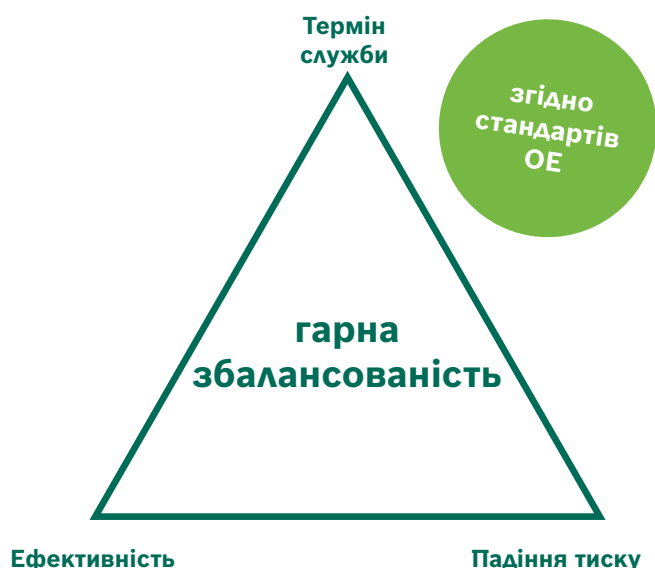 Термін
служби
згідно
стандартів
ОЕ
гарна
збалансованість
Ефективність
Падіння тиску